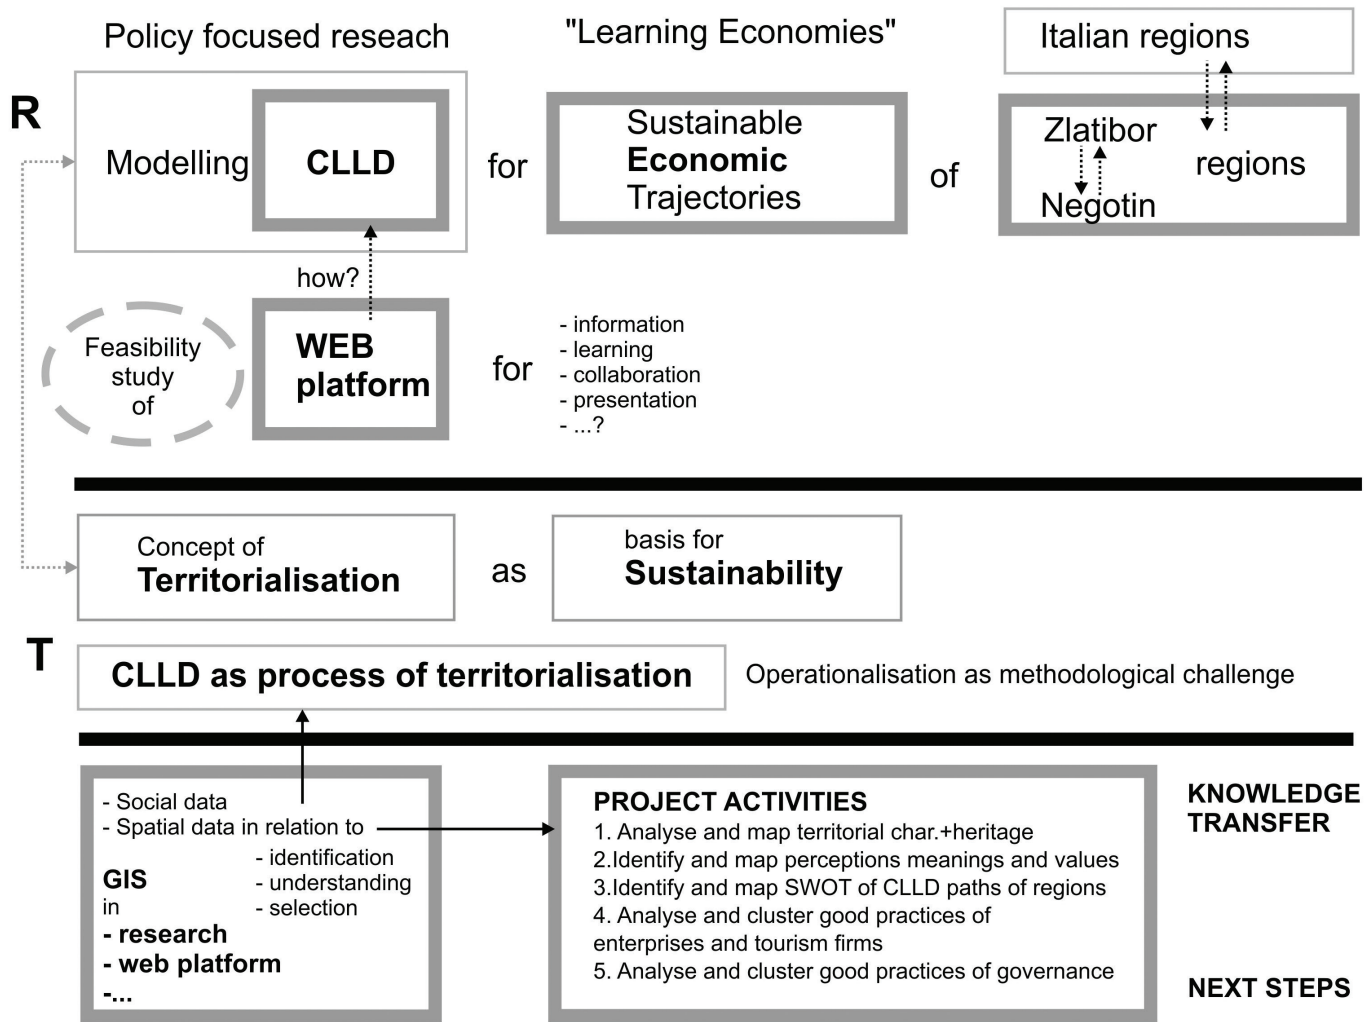 Policy focused reseach
"Learning Economies"
Italian regions
R
Modelling
CLLD
for
Sustainable
Economic
Trajectories
of
Zlatibor
regions
Negotin
how?
Feasibility
study
of
WEB
platform
for
- information
- learning
- collaboration
- presentation
- ...?
Concept of
Territorialisation
as
basis for
Sustainability
T
CLLD as process of territorialisation
Operationalisation as methodological challenge
- Social data
- Spatial data in relation to
- identification
- understanding
- selection
GIS
in
- research
- web platform
-...
PROJECT ACTIVITIES
1. Analyse and map territorial char.+heritage
2.Identify and map perceptions meanings and values
3.Identify and map SWOT of CLLD paths of regions
4. Analyse and cluster good practices of
enterprises and tourism firms
5. Analyse and cluster good practices of governance
KNOWLEDGE
TRANSFER
NEXT STEPS